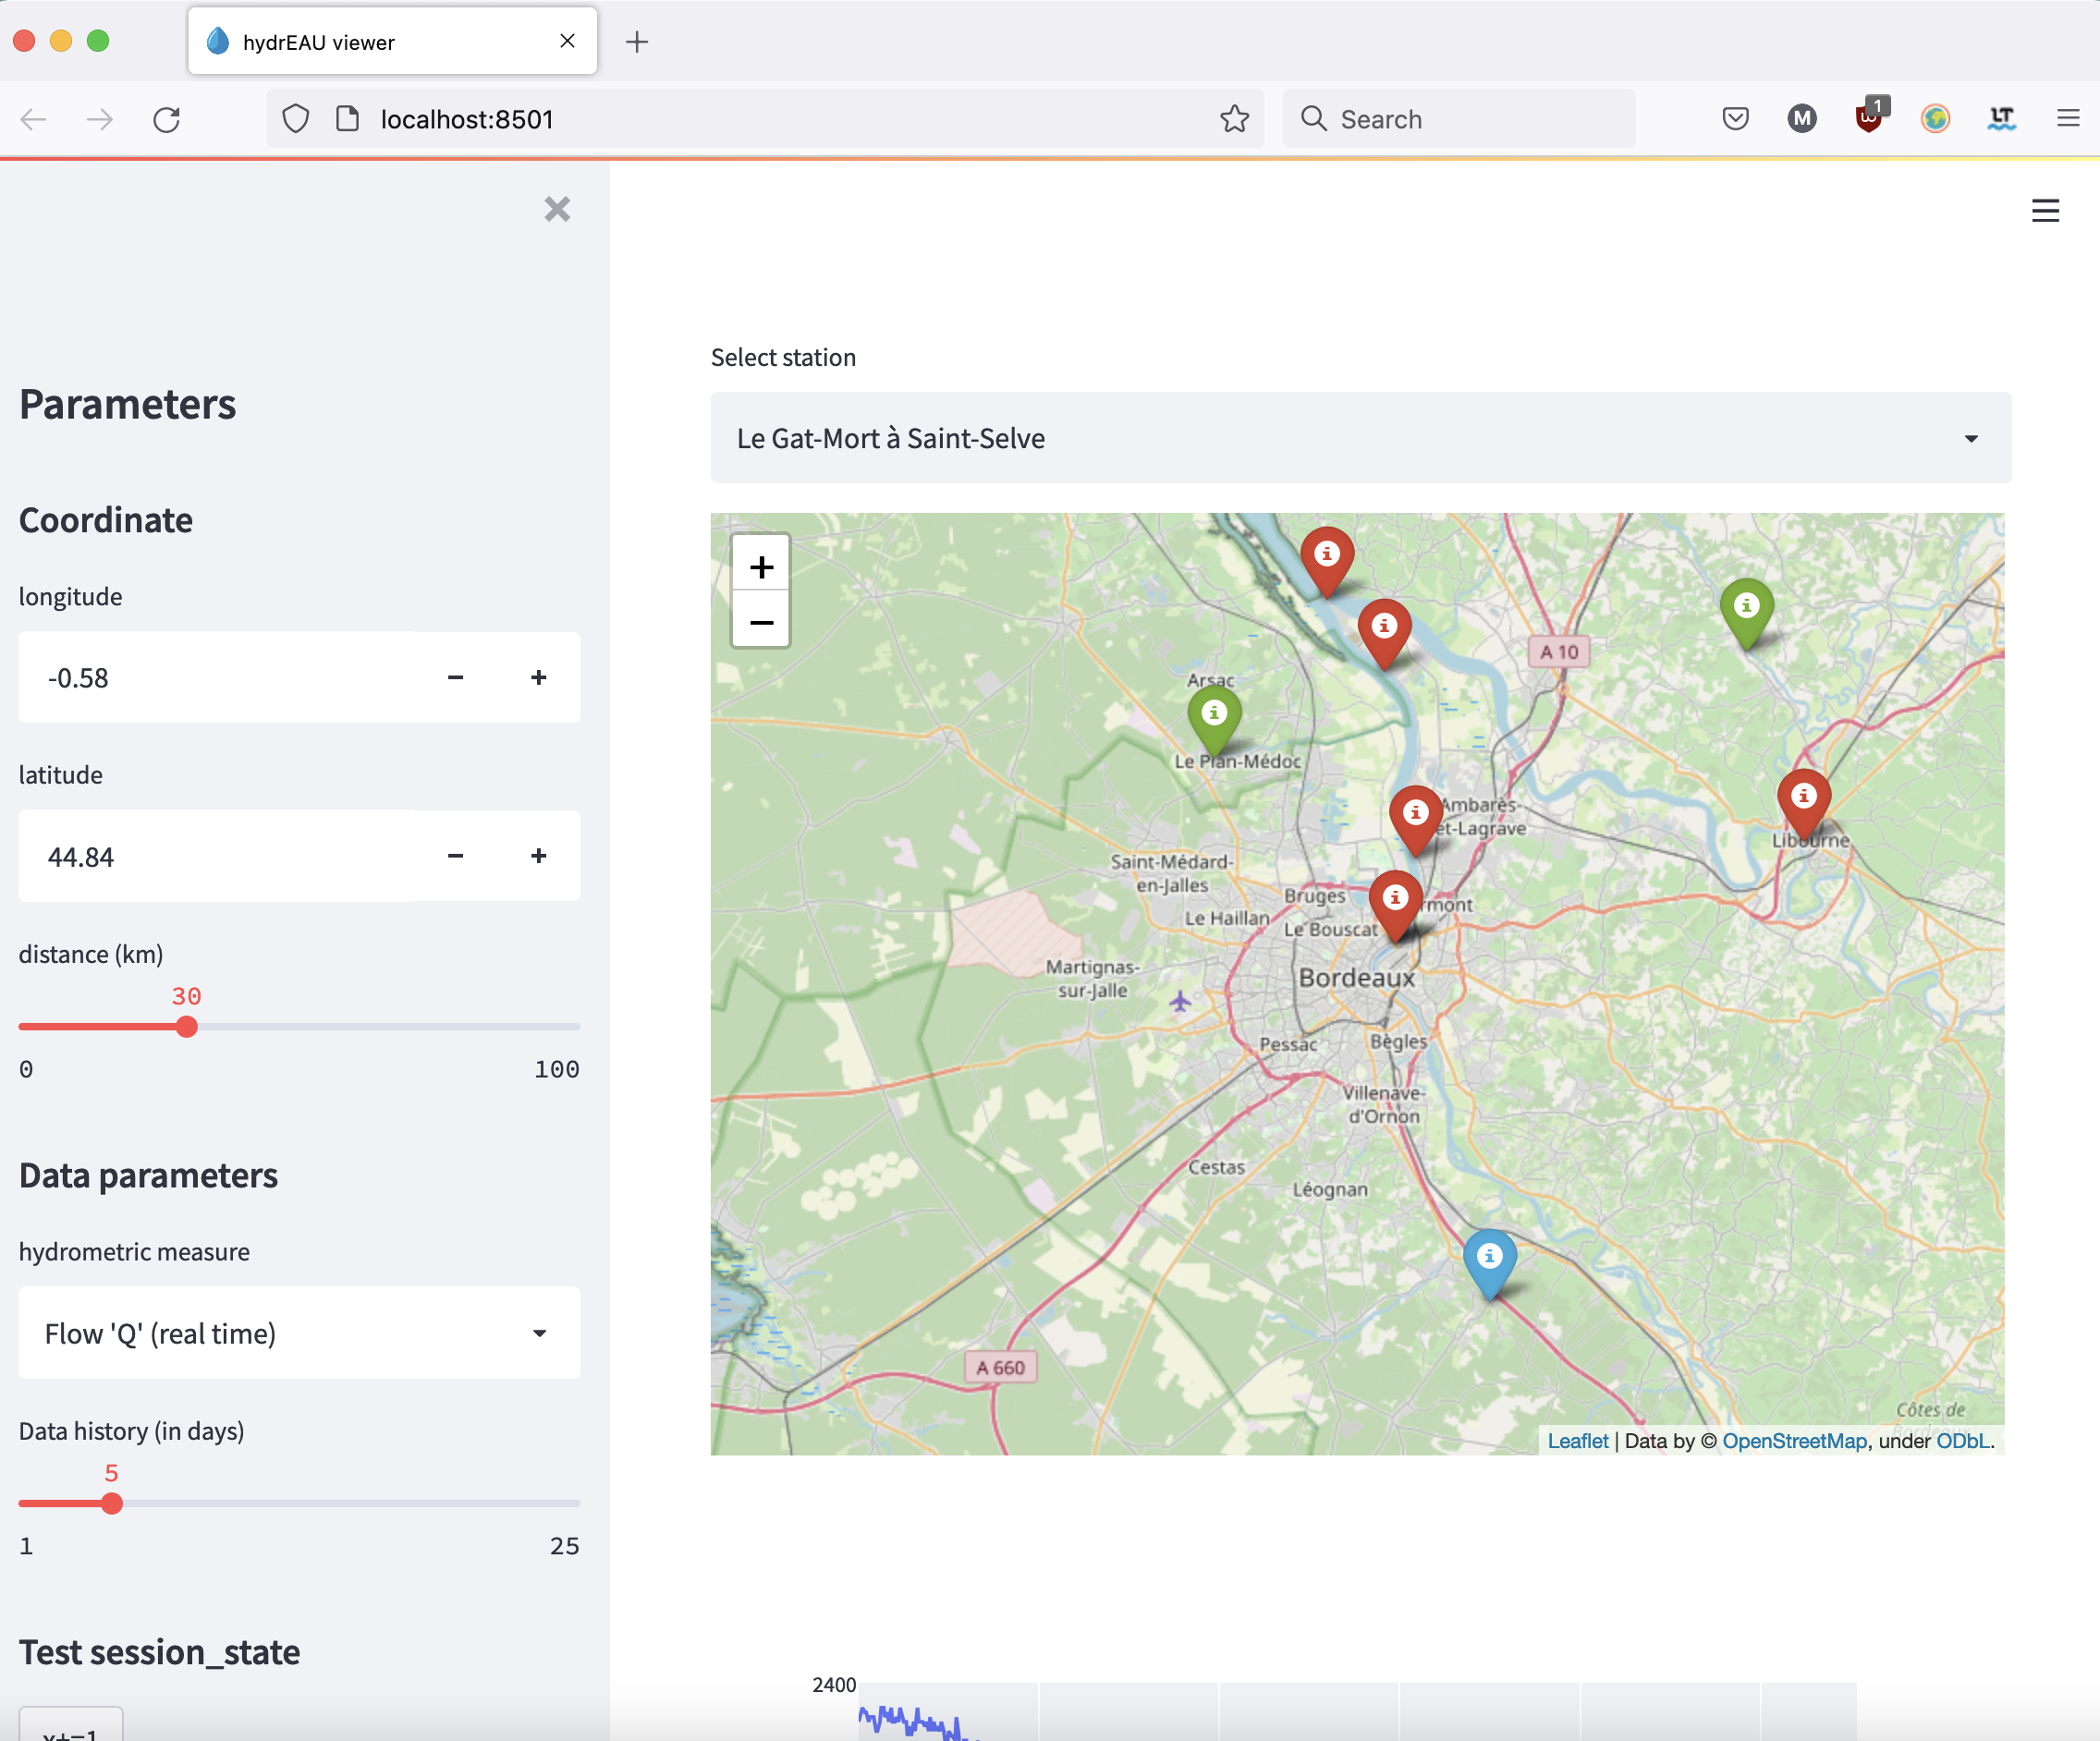 hydrEAU viewer
localhost:8501
Search
M
1
LT
Parameters
Coordinate
longitude
-0.58
latitude
44.84
distance (km)
30
0
100
Data parameters
hydrometric measure
Flow 'Q' (real time)
Data history (in days)
5
1
25
Test session_state
x+=1
Select station
Le Gat-Mort à Saint-Selve
+
−
A 10
Arsac
Le Pian-Médoc
Ambarès-
et-Lagrave
Libourne
Saint-Médard-
en-Jalles
Bruges
Le Haillan
rmont
Le Bouscat
Martignas-
sur-Jalle
Bordeaux
Pessac
Bègles
Villenave-
d'Ornon
Cestas
Léognan
A 660
Côtes de
Leaflet | Data by © OpenStreetMap, under ODbL.
2400